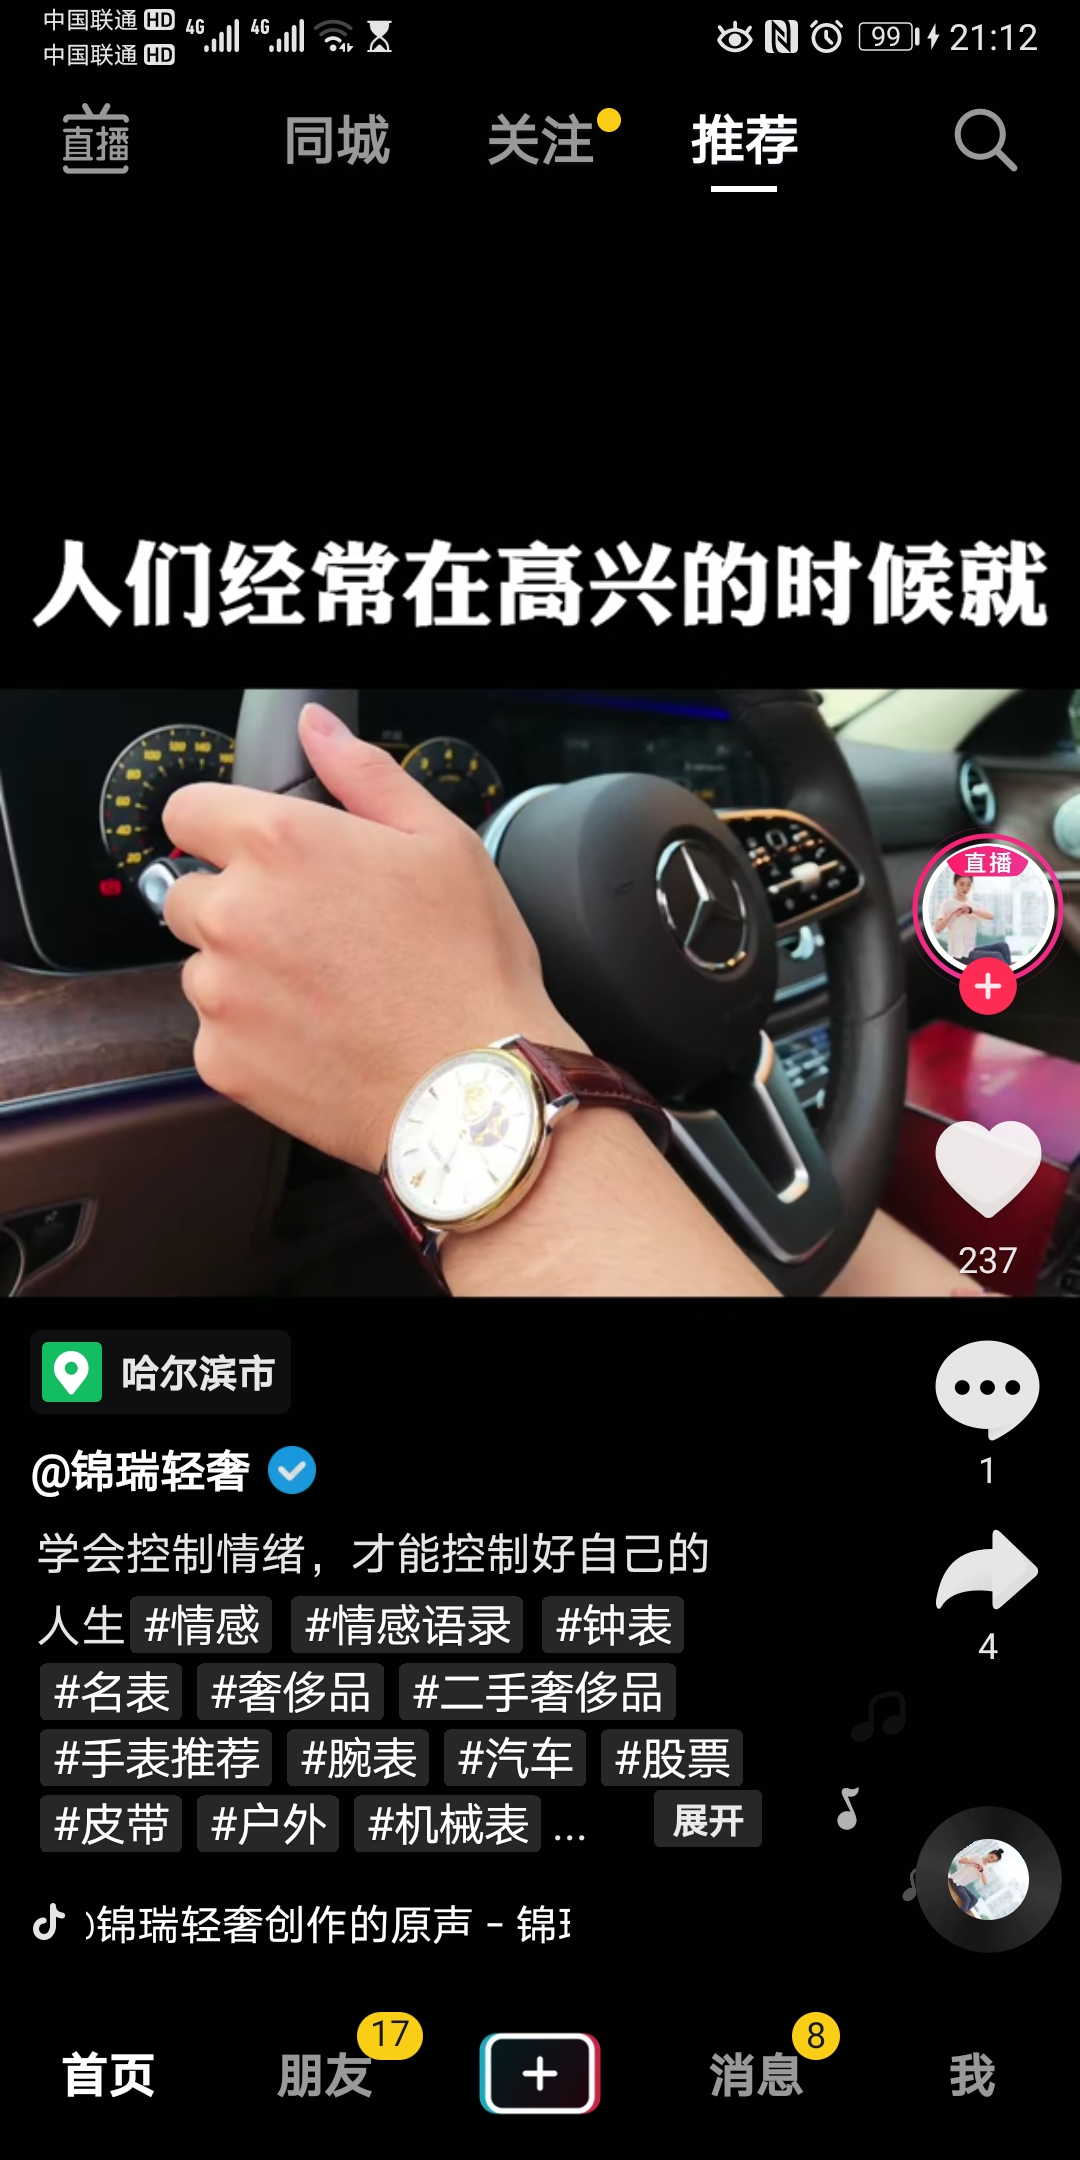 中国联通 HD 4G 4G 99 21:12
中国联通 HD
直播 同城 关注 推荐
人们经常在高兴的时候就
直播
237
哈尔滨市
@锦瑞轻奢
1
学会控制情绪，才能控制好自己的
人生 #情感 #情感语录 #钟表
4
#名表 #奢侈品 #二手奢侈品
#手表推荐 #腕表 #汽车 #股票
#皮带 #户外 #机械表 ... 展开
锦瑞轻奢创作的原声 - 锦
首页 朋友 17 消息 8 我